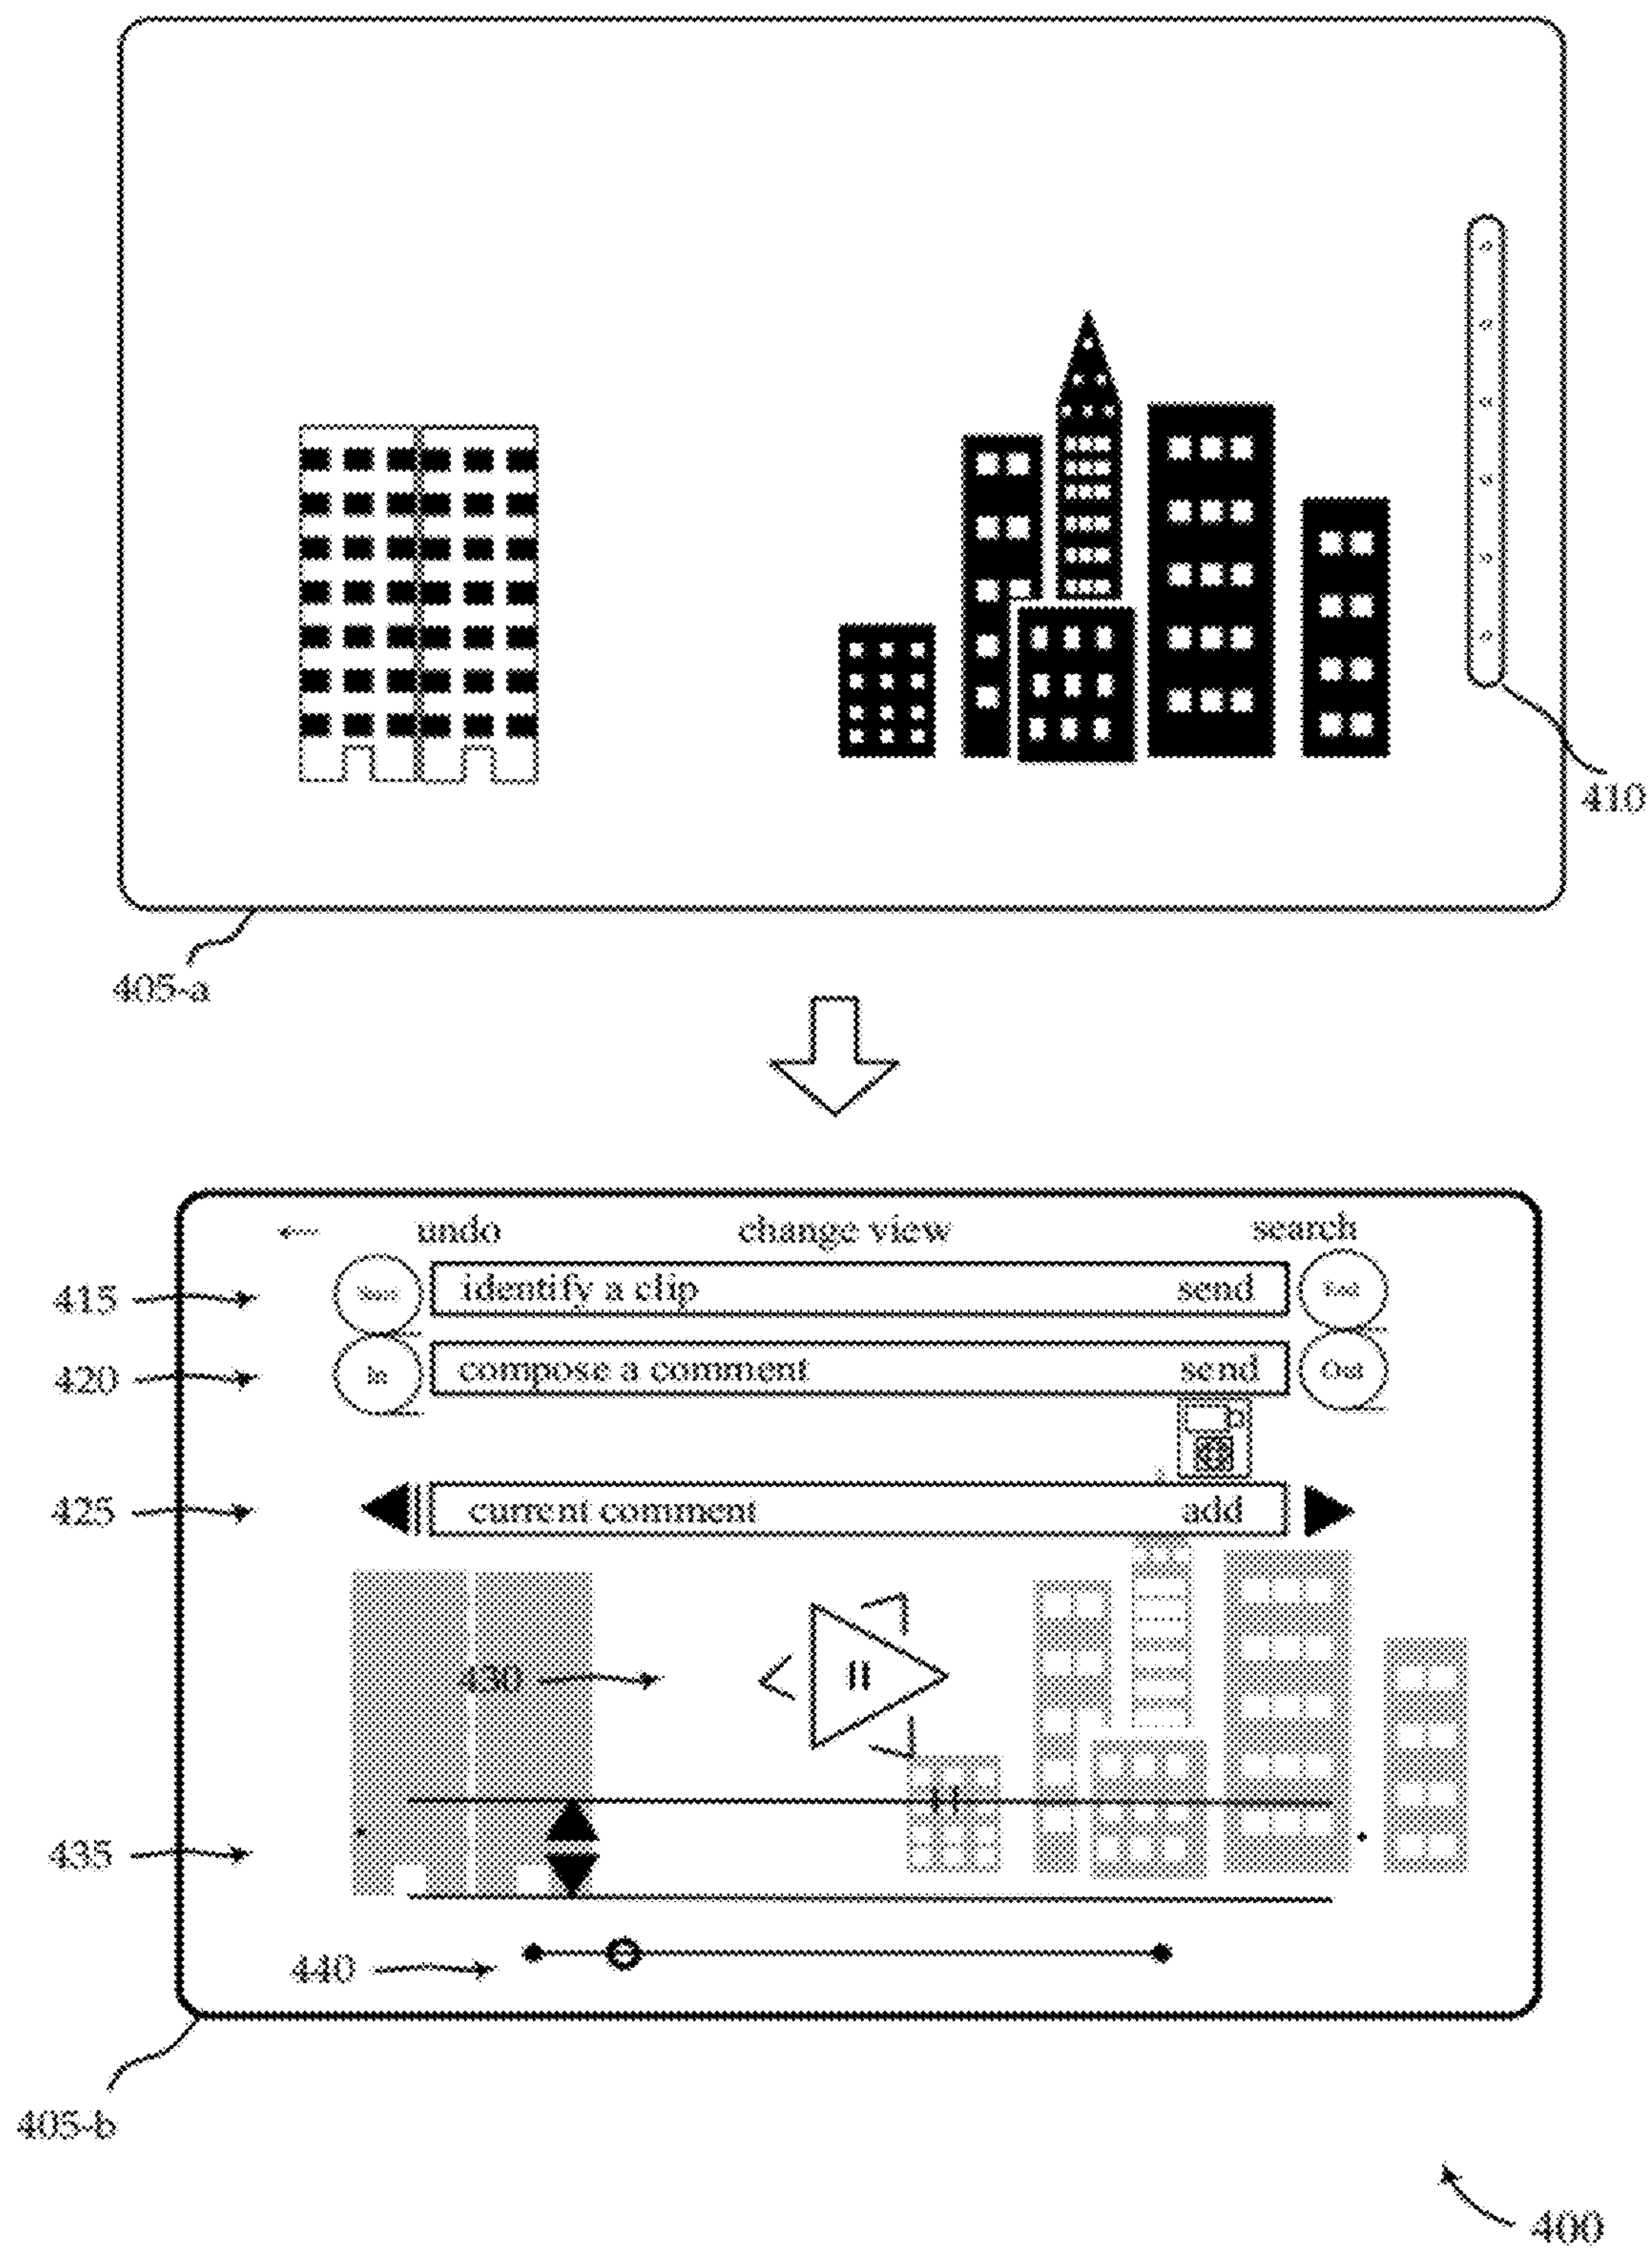 410
405-a
undo change view search
415 identify a clip send
420 In compose a comment send Out
425 current comment add
430
435
440
405-b
400